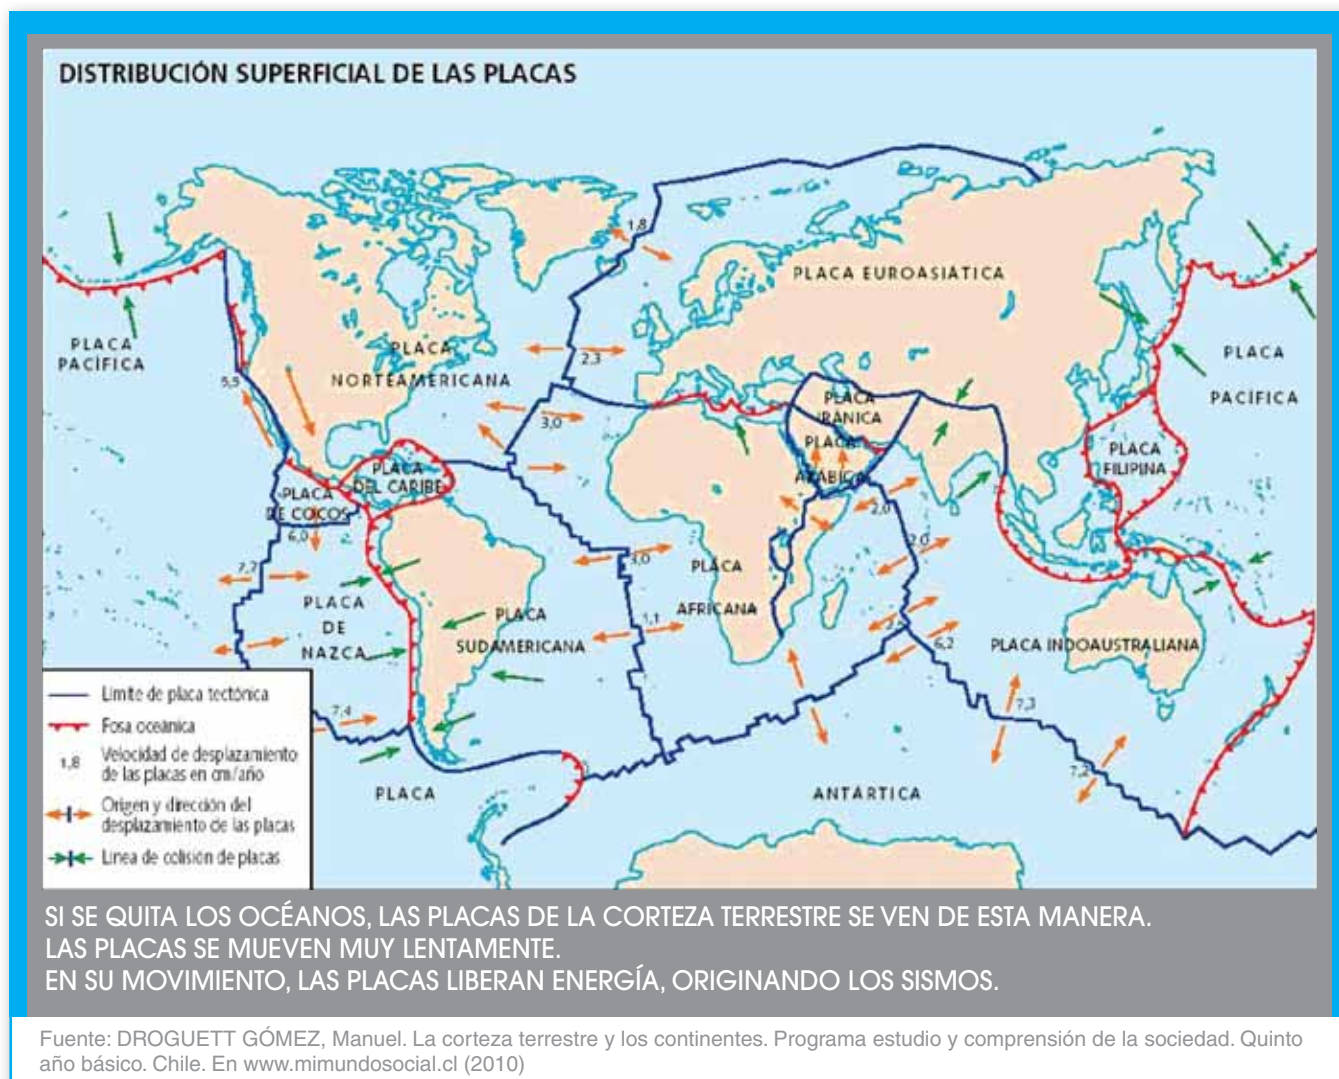 DISTRIBUCIÓN SUPERFICIAL DE LAS PLACAS
1,8
PLACA EUROASIÁTICA
PLACA
PACÍFICA
PLACA
NORTEAMERICANA
2,3
PLACA
PACÍFICA
5,5
3,0
PLACA
IRÁNICA
PLACA
ARÁBICA
PLACA
FILIPINA
PLACA
DEL CARIBE
PLACA
DE COCOS
6,0
2,0
2,0
7,7
3,0
PLACA
AFRICANA
1,1
PLACA
DE
NAZCA
PLACA
SUDAMERICANA
6,2
PLACA INDOAUSTRALIANA
7,4
7,3
7,2
PLACA
ANTÁRTICA
Límite de placa tectónica
Fosa oceánica
1,8
Velocidad de desplazamiento
de las placas en cm/año
Origen y dirección del
desplazamiento de las placas
Línea de colisión de placas
SI SE QUITA LOS OCÉANOS, LAS PLACAS DE LA CORTEZA TERRESTRE SE VEN DE ESTA MANERA.
LAS PLACAS SE MUEVEN MUY LENTAMENTE.
EN SU MOVIMIENTO, LAS PLACAS LIBERAN ENERGÍA, ORIGINANDO LOS SISMOS.
Fuente: DROGUETT GÓMEZ, Manuel. La corteza terrestre y los continentes. Programa estudio y comprensión de la sociedad. Quinto
año básico. Chile. En www.mimundosocial.cl (2010)